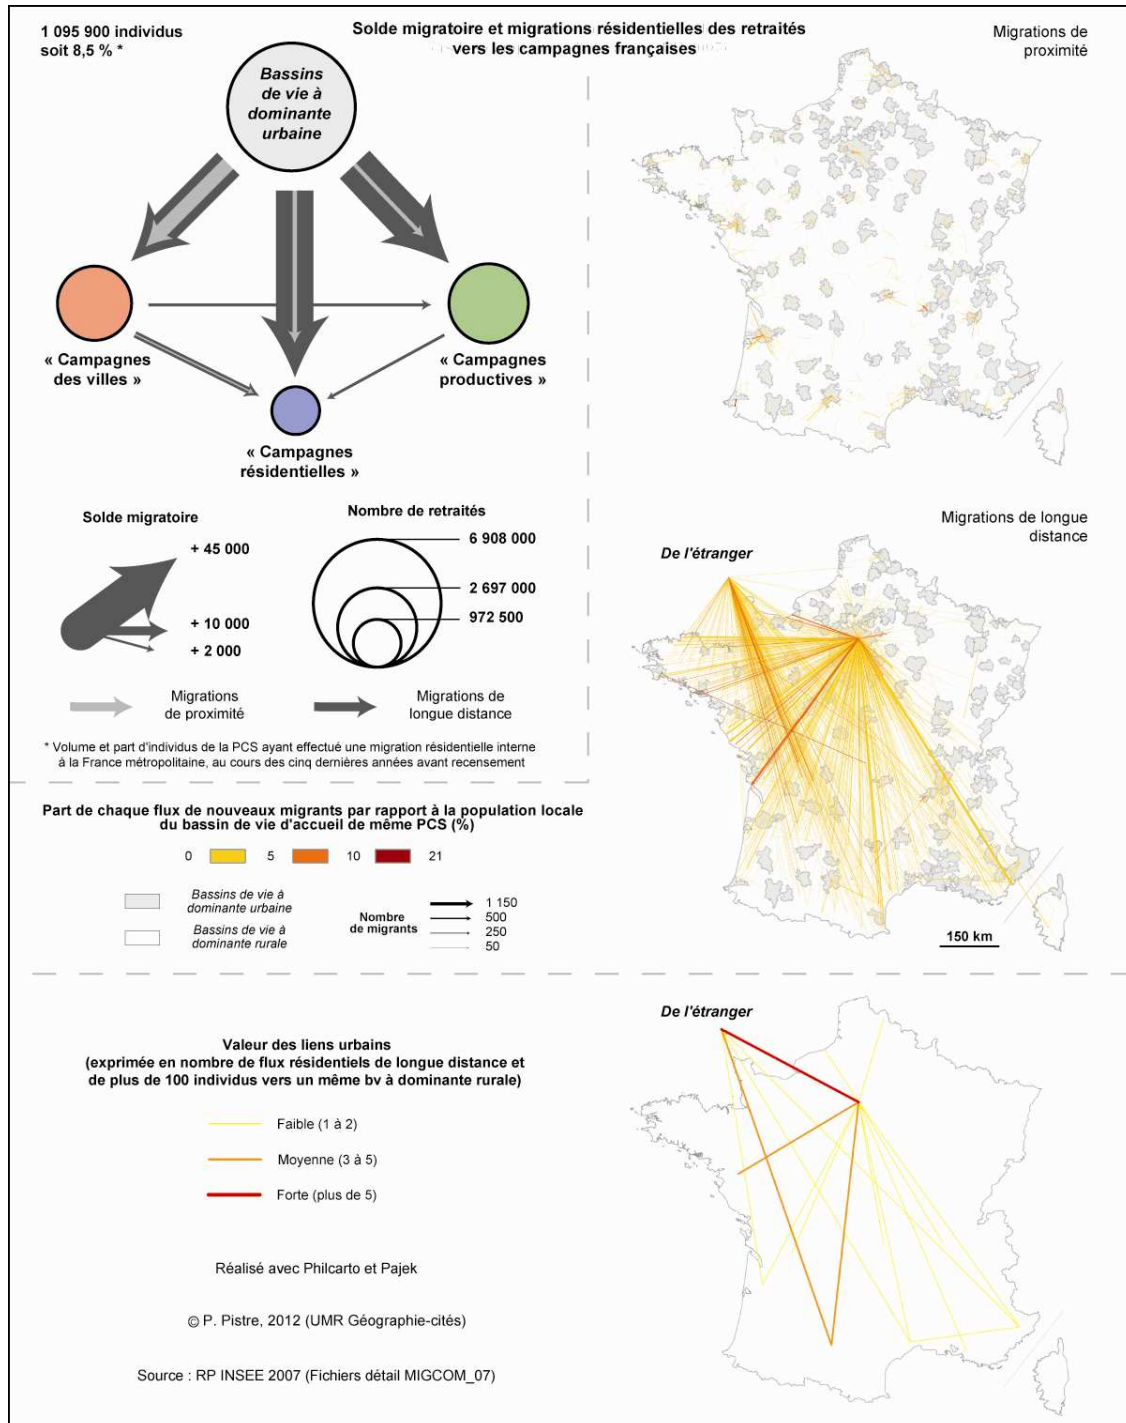 1 095 900 individus
soit 8,5 % *
Solde migratoire et migrations résidentielles des retraités
vers les campagnes françaises
Migrations de
proximité
Bassins
de vie à
dominante
urbaine
« Campagnes
des villes »
« Campagnes
productives »
« Campagnes
résidentielles »
Solde migratoire
+ 45 000
+ 10 000
+ 2 000
Nombre de retraités
6 908 000
2 697 000
972 500
Migrations
de proximité
Migrations de
longue distance
* Volume et part d'individus de la PCS ayant effectué une migration résidentielle interne
à la France métropolitaine, au cours des cinq dernières années avant recensement
Migrations de longue
distance
De l'étranger
150 km
Part de chaque flux de nouveaux migrants par rapport à la population locale
du bassin de vie d'accueil de même PCS (%)
0 5 10 21
Bassins de vie à
dominante urbaine
Bassins de vie à
dominante rurale
Nombre
de migrants
1 150
500
250
50
De l'étranger
Valeur des liens urbains
(exprimée en nombre de flux résidentiels de longue distance et
de plus de 100 individus vers un même bv à dominante rurale)
Faible (1 à 2)
Moyenne (3 à 5)
Forte (plus de 5)
Réalisé avec Philcarto et Pajek
© P. Pistre, 2012 (UMR Géographie-cités)
Source : RP INSEE 2007 (Fichiers détail MIGCOM_07)